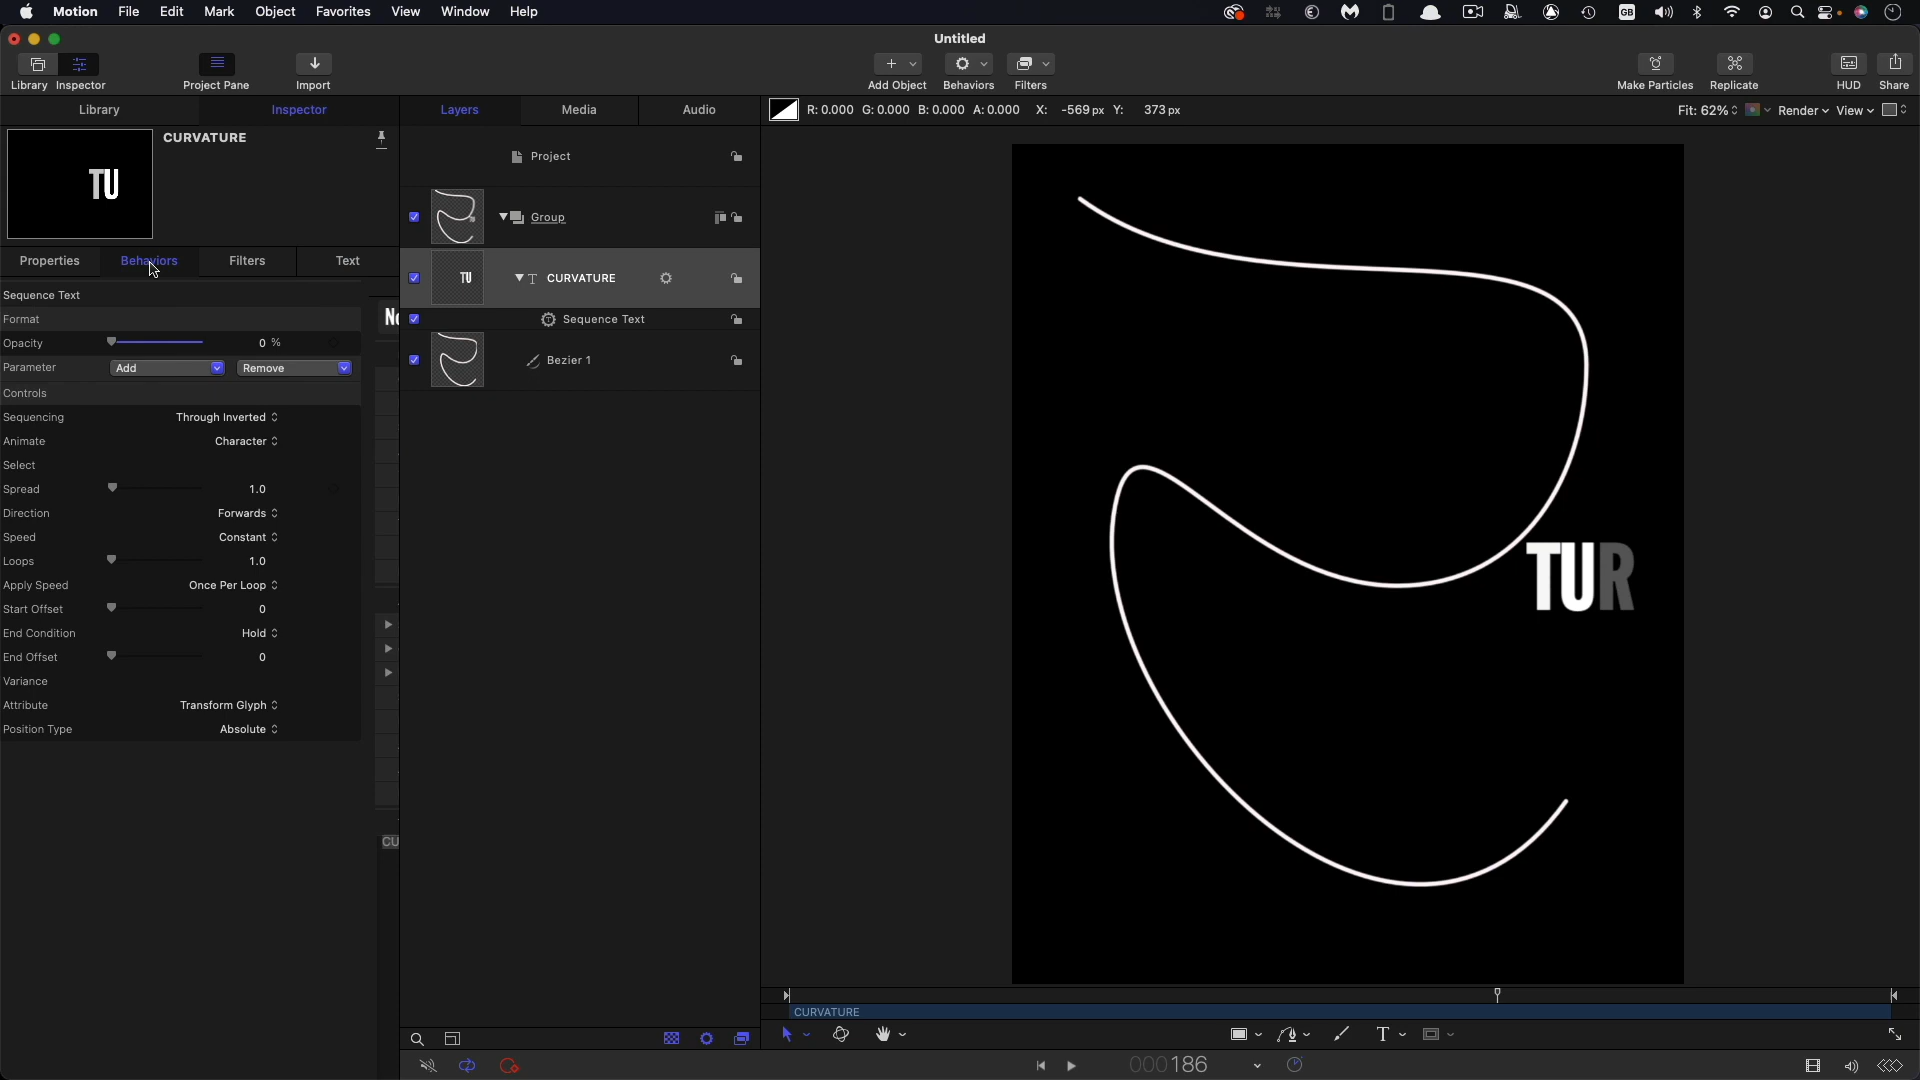 Motion File Edit Mark Object Favorites View Window Help GB
Untitled
Library Inspector Project Pane Import Add Object Behaviors Filters Make Particles Replicate HUD Share
Library Inspector Layers Media Audio R: 0.000 G: 0.000 B: 0.000 A: 0.000 X: -569 px Y: 373 px Fit: 62% Render View
CURVATURE
TU
Project
Group
Properties Behaviors Filters Text
TU T CURVATURE
Sequence Text
Format
Sequence Text
Opacity 0 %
Parameter Add Remove
Bezier 1
Controls
Sequencing Through Inverted
Animate Character
Select
Spread 1.0
Direction Forwards
Speed Constant
Loops 1.0
Apply Speed Once Per Loop
Start Offset 0
End Condition Hold
End Offset 0
Variance
Attribute Transform Glyph
Position Type Absolute
CU
TUR
CURVATURE
T
000186